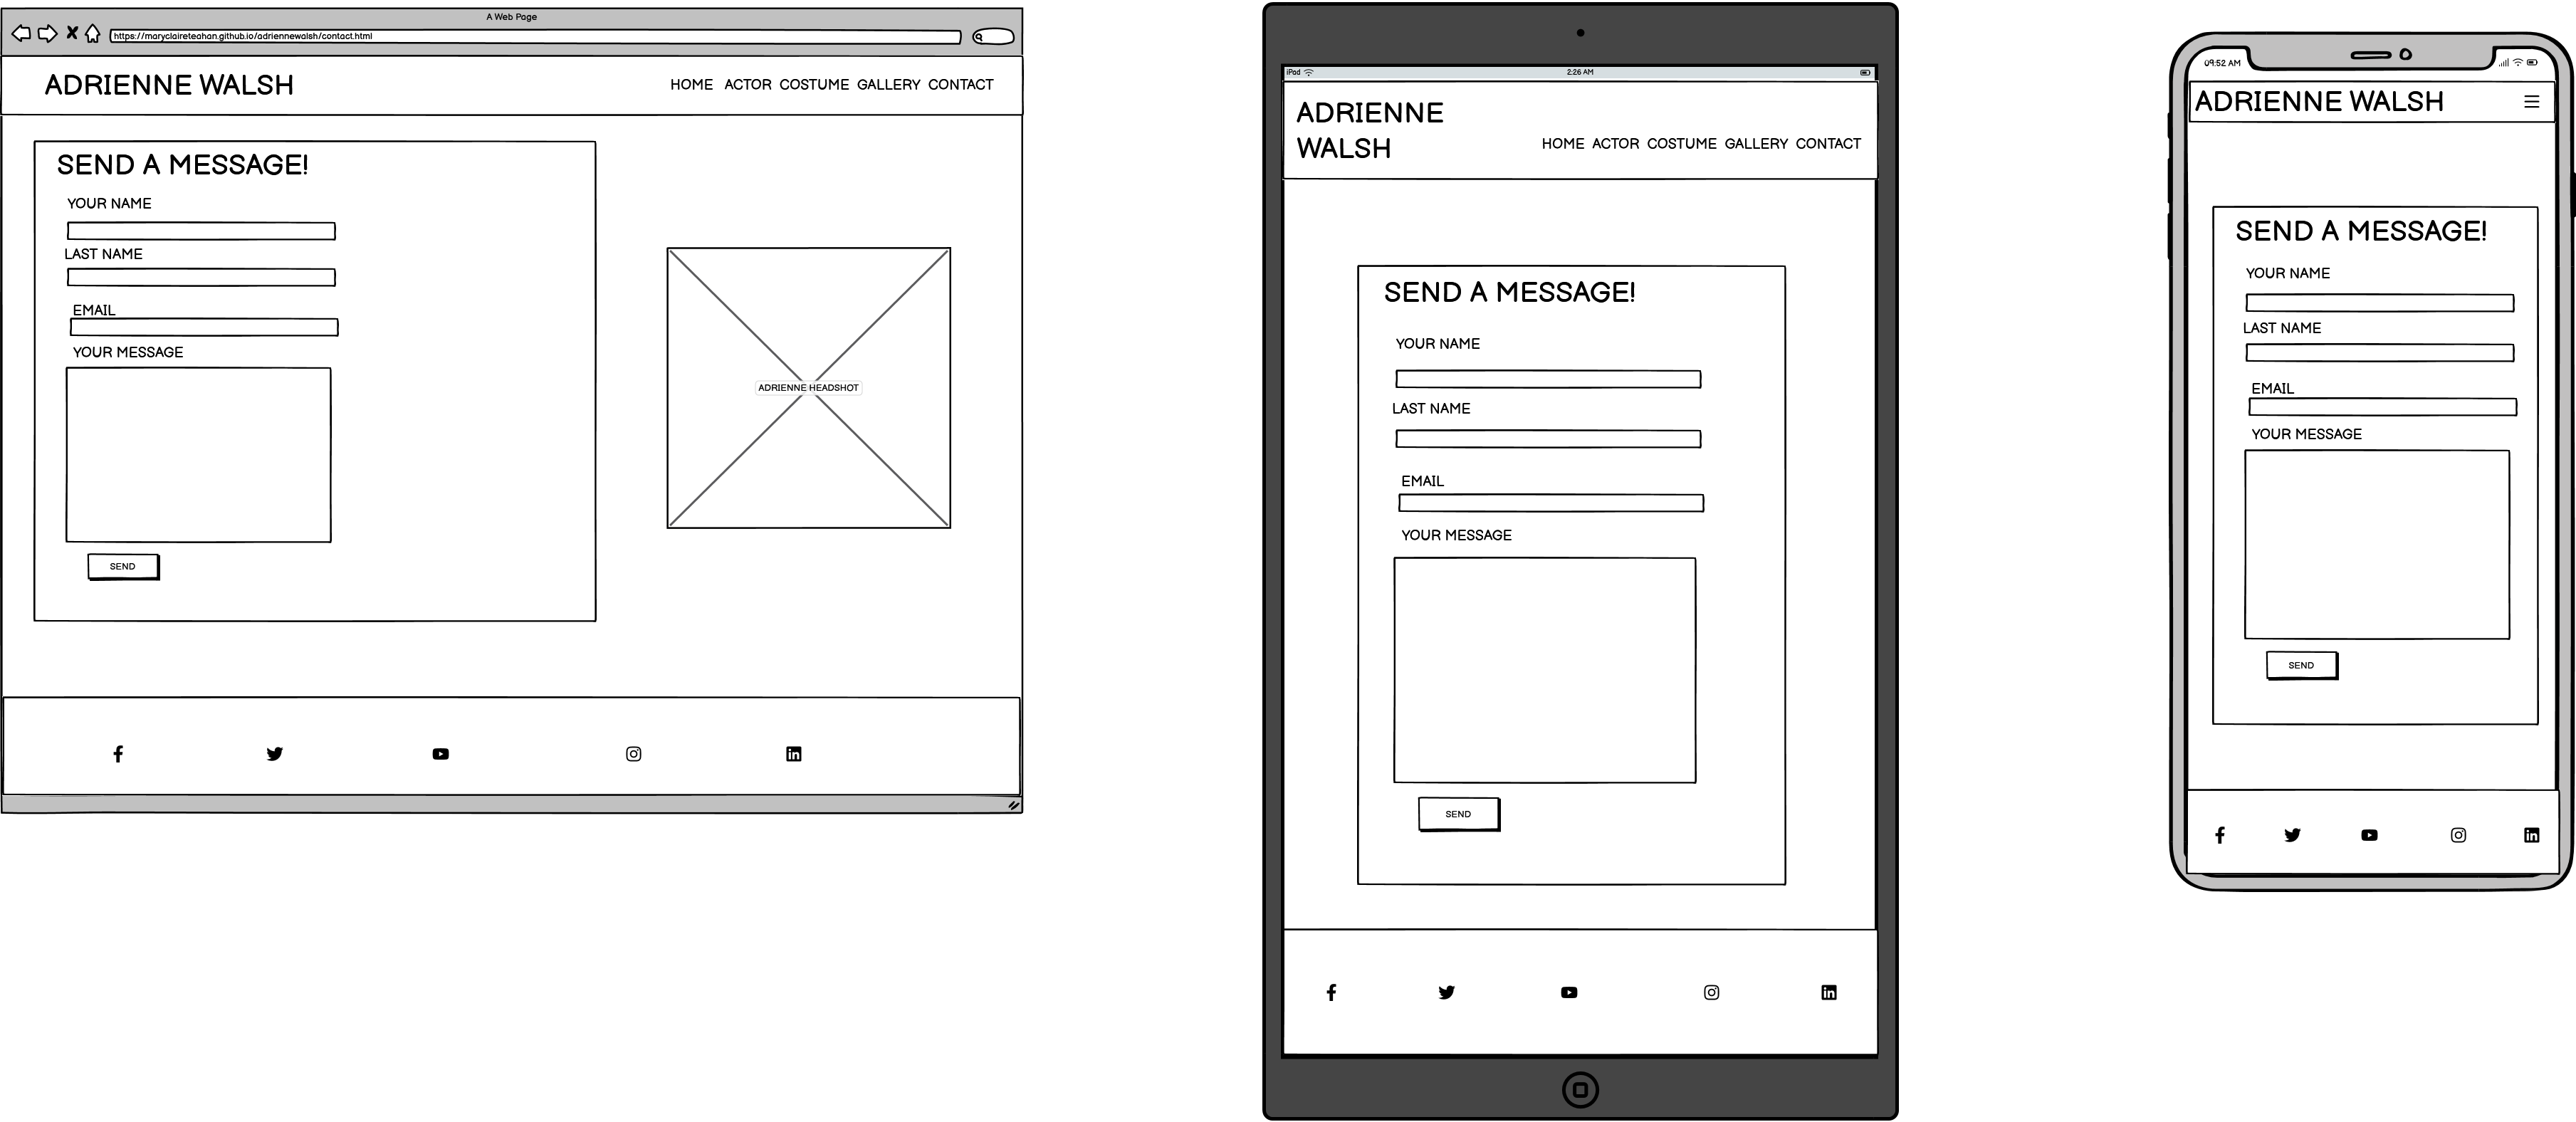 A Web Page
https://maryclaireteahan.github.io/adriennewalsh/contact.html
ADRIENNE WALSH
HOME ACTOR COSTUME GALLERY CONTACT
SEND A MESSAGE!
YOUR NAME
LAST NAME
EMAIL
YOUR MESSAGE
SEND
ADRIENNE HEADSHOT
iPad
2:26 AM
ADRIENNE
WALSH
HOME ACTOR COSTUME GALLERY CONTACT
SEND A MESSAGE!
YOUR NAME
LAST NAME
EMAIL
YOUR MESSAGE
SEND
09:52 AM
ADRIENNE WALSH
SEND A MESSAGE!
YOUR NAME
LAST NAME
EMAIL
YOUR MESSAGE
SEND